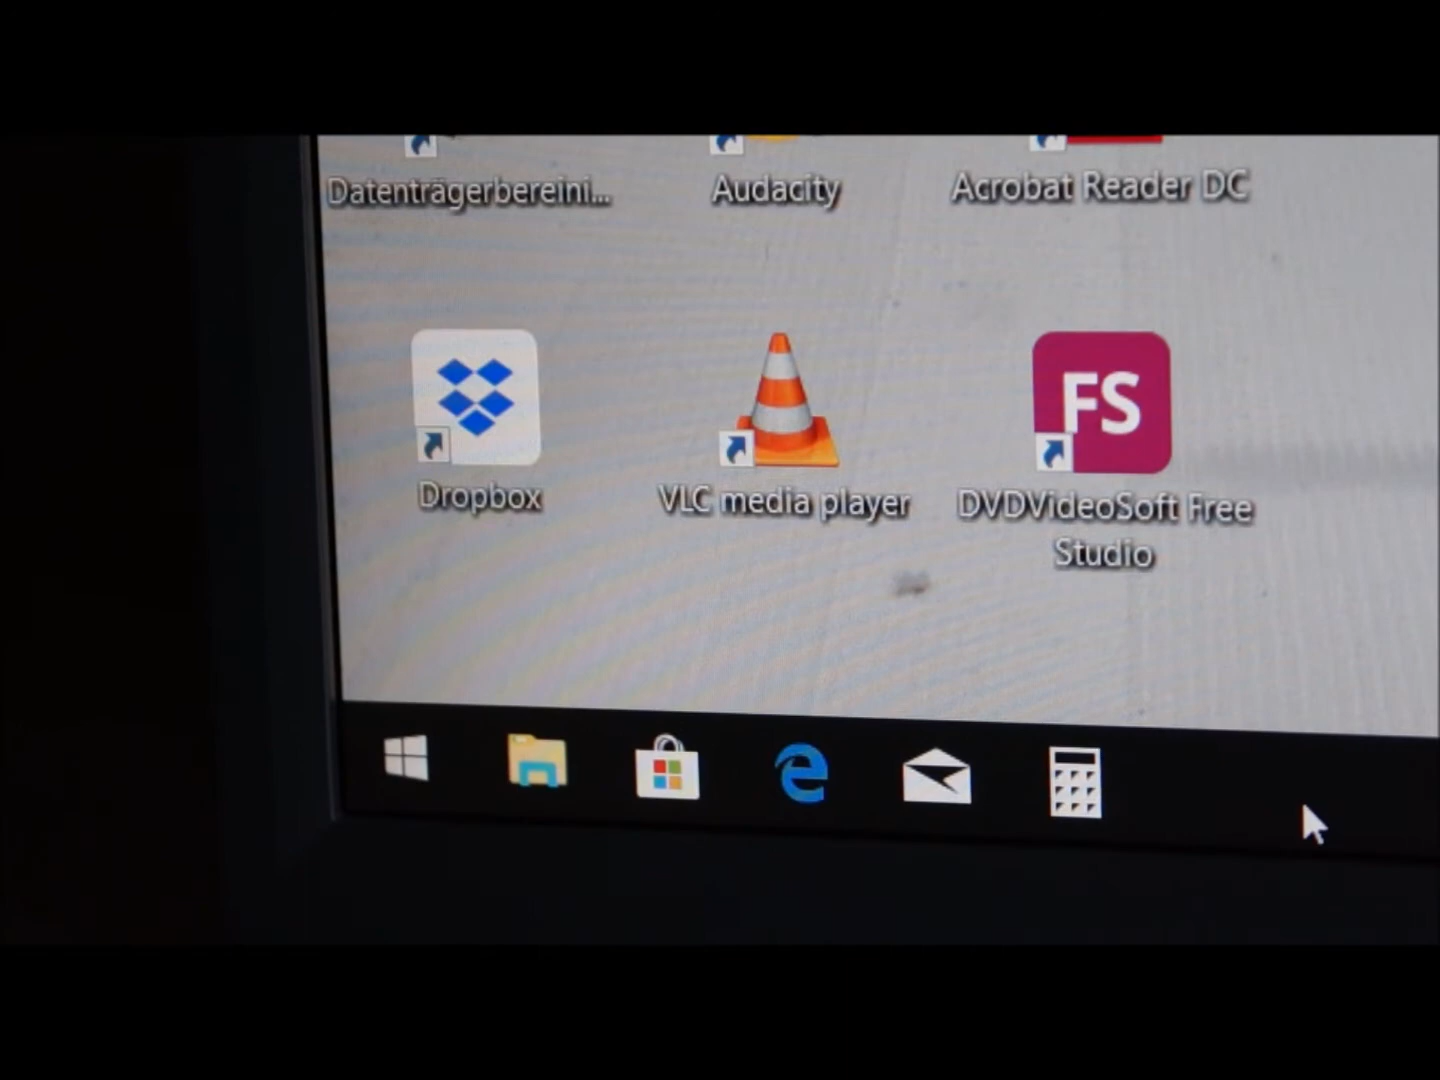 Datenträgerbereini...
Audacity
Acrobat Reader DC
FS
Dropbox
VLC media player
DVDVideoSoft Free
Studio